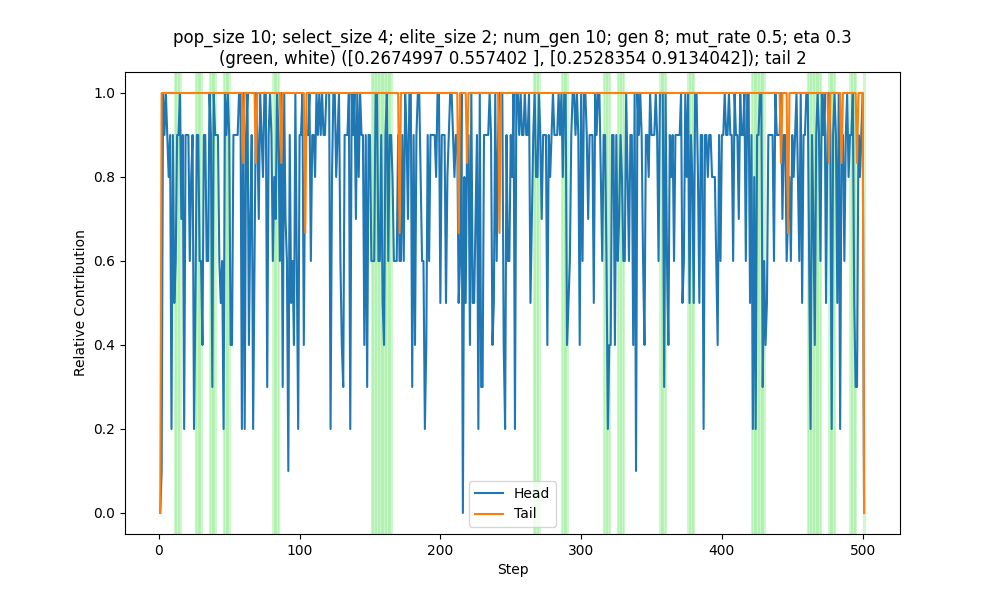 pop_size 10; select_size 4; elite_size 2; num_gen 10; gen 8; mut_rate 0.5; eta 0.3
(green, white) ([0.2674997 0.557402 ], [0.2528354 0.9134042]); tail 2
1.0
0.8
0.6
0.4
0.2
0.0
Relative Contribution
Head
Tail
0
100
200
300
400
500
Step